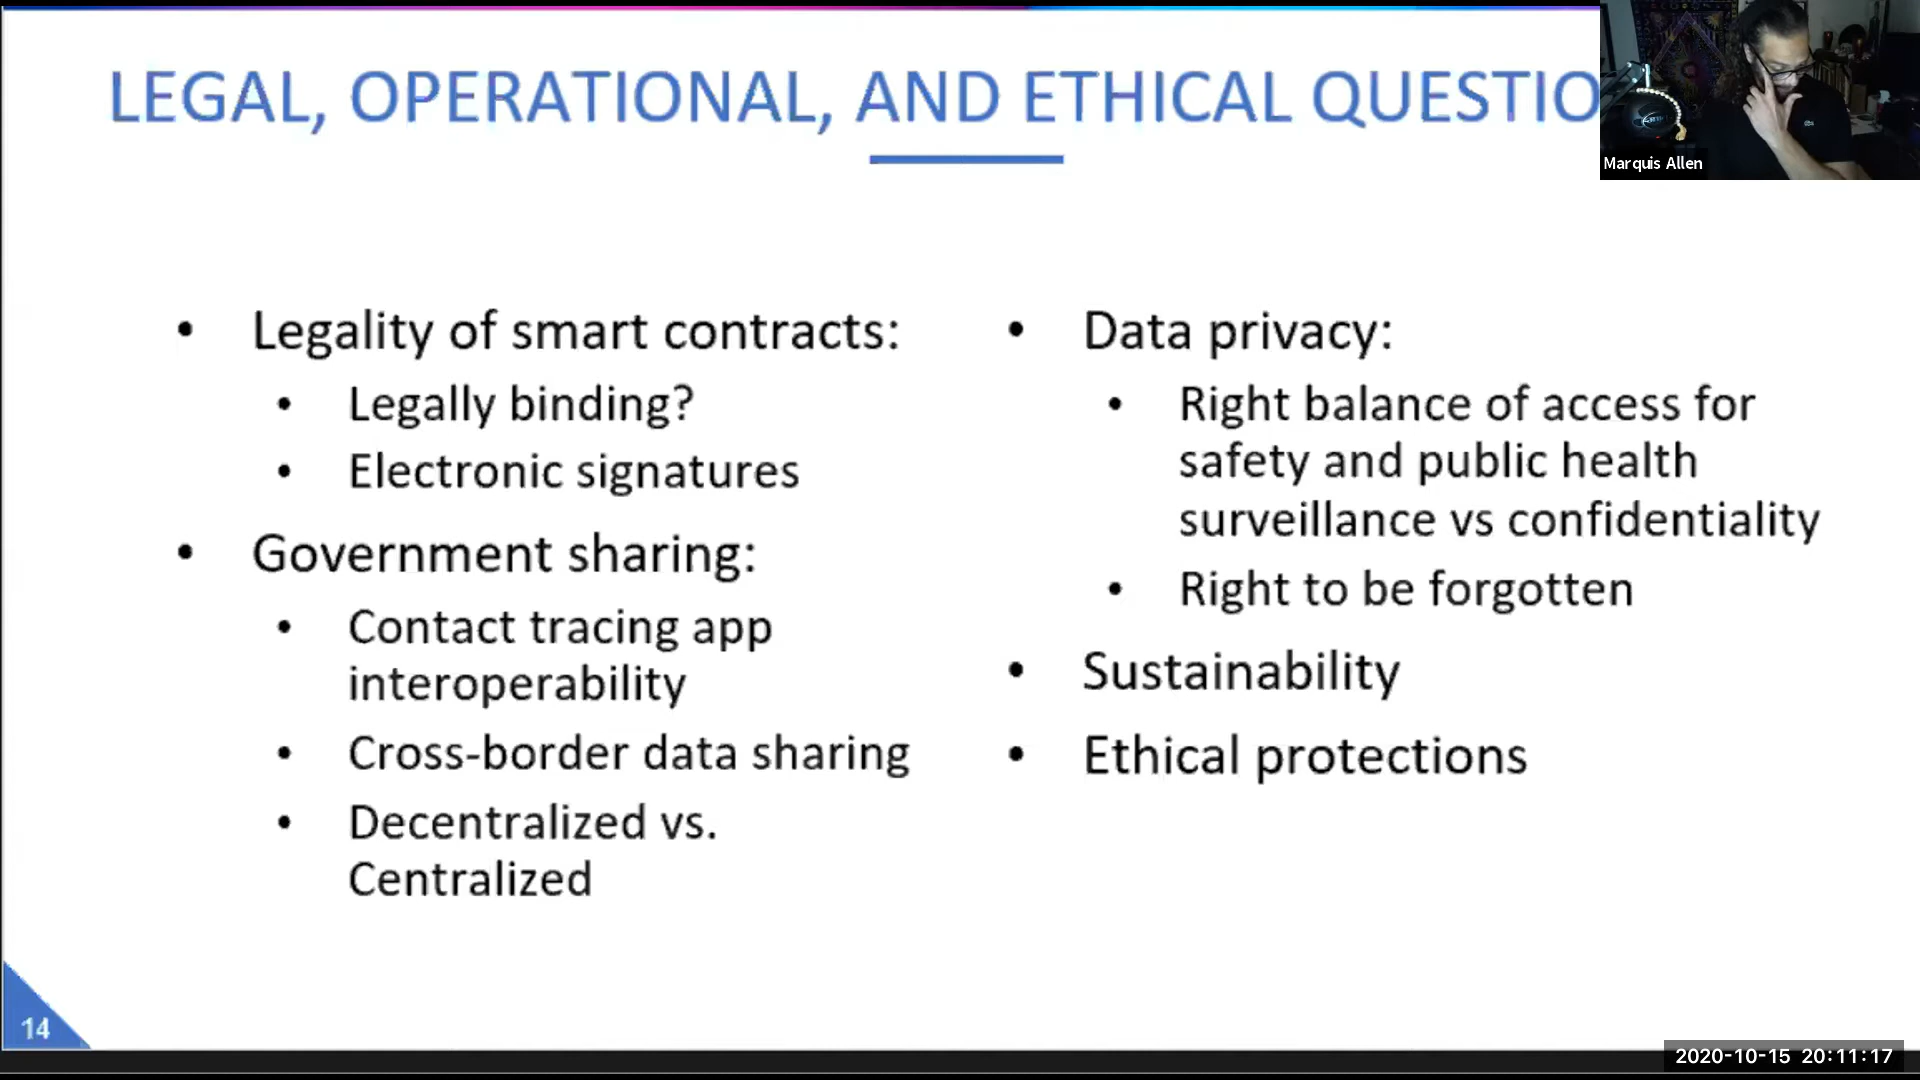 LEGAL, OPERATIONAL, AND ETHICAL QUESTIO
Marquis Allen
• Legality of smart contracts:
• Legally binding?
• Electronic signatures
• Government sharing:
• Contact tracing app
interoperability
• Cross-border data sharing
• Decentralized vs.
Centralized
• Data privacy:
• Right balance of access for
safety and public health
surveillance vs confidentiality
• Right to be forgotten
• Sustainability
• Ethical protections
14
2020-10-15 20:11:17